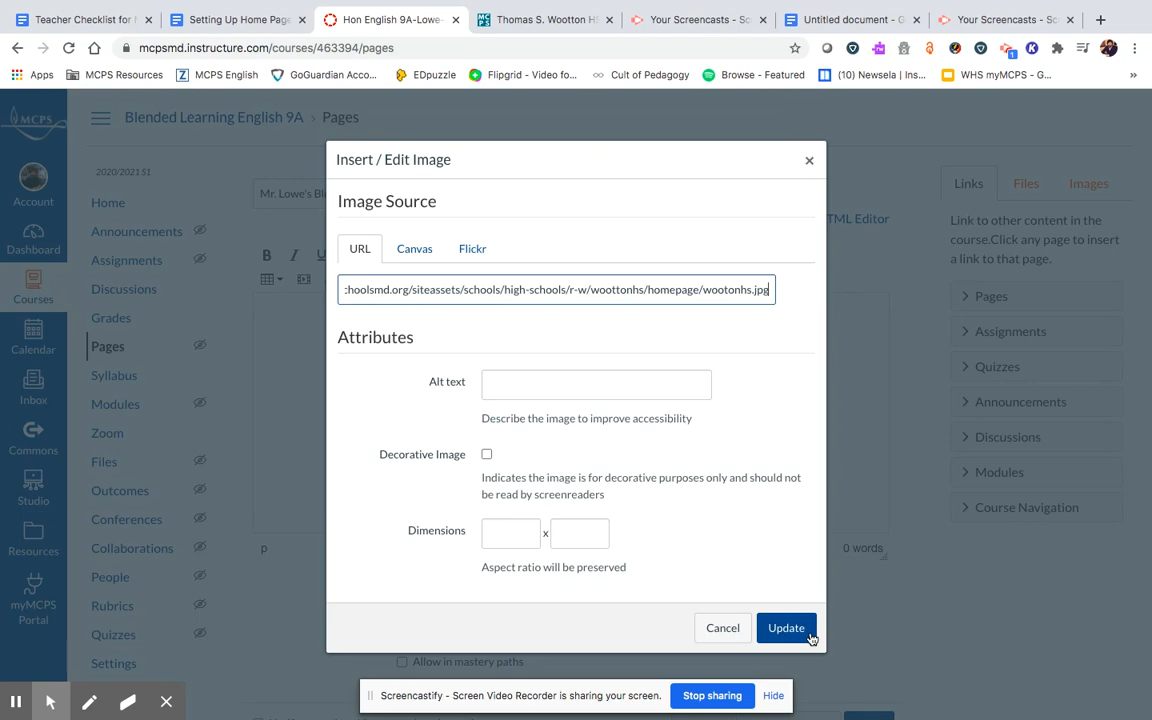 Teacher Checklist for
Setting Up Home Page
Hon English 9A-Lowe-
Thomas S. Wootton H
Your Screencasts - Sc
Untitled document - G
Your Screencasts - Sc
mcpsmd.instructure.com/courses/463394/pages
Apps
MCPS Resources
MCPS English
GoGuardian Acco...
EDpuzzle
Flipgrid - Video fo...
Cult of Pedagogy
Browse - Featured
(10) Newsela | Ins...
WHS myMCPS - G...
»
MCPS
Account
Dashboard
Courses
Calendar
Inbox
Commons
Studio
Resources
myMCPS
Portal
Blended Learning English 9A › Pages
2020/2021 S1
Home
Announcements
Assignments
Discussions
Grades
Pages
Syllabus
Modules
Zoom
Files
Outcomes
Conferences
Collaborations
People
Rubrics
Quizzes
Settings
Mr. Lowe's Bl
TML Editor
B I U
p
0 words
Allow in mastery paths
Insert / Edit Image
Image Source
URL
Canvas
Flickr
:hoolsmd.org/siteassets/schools/high-schools/r-w/woottonhs/homepage/wootonhs.jpg
Attributes
Alt text
Describe the image to improve accessibility
Decorative Image
Indicates the image is for decorative purposes only and should not
be read by screenreaders
Dimensions
x
Aspect ratio will be preserved
Cancel
Update
Links
Files
Images
Link to other content in the
course.Click any page to insert
a link to that page.
Pages
Assignments
Quizzes
Announcements
Discussions
Modules
Course Navigation
Screencastify - Screen Video Recorder is sharing your screen.
Stop sharing
Hide